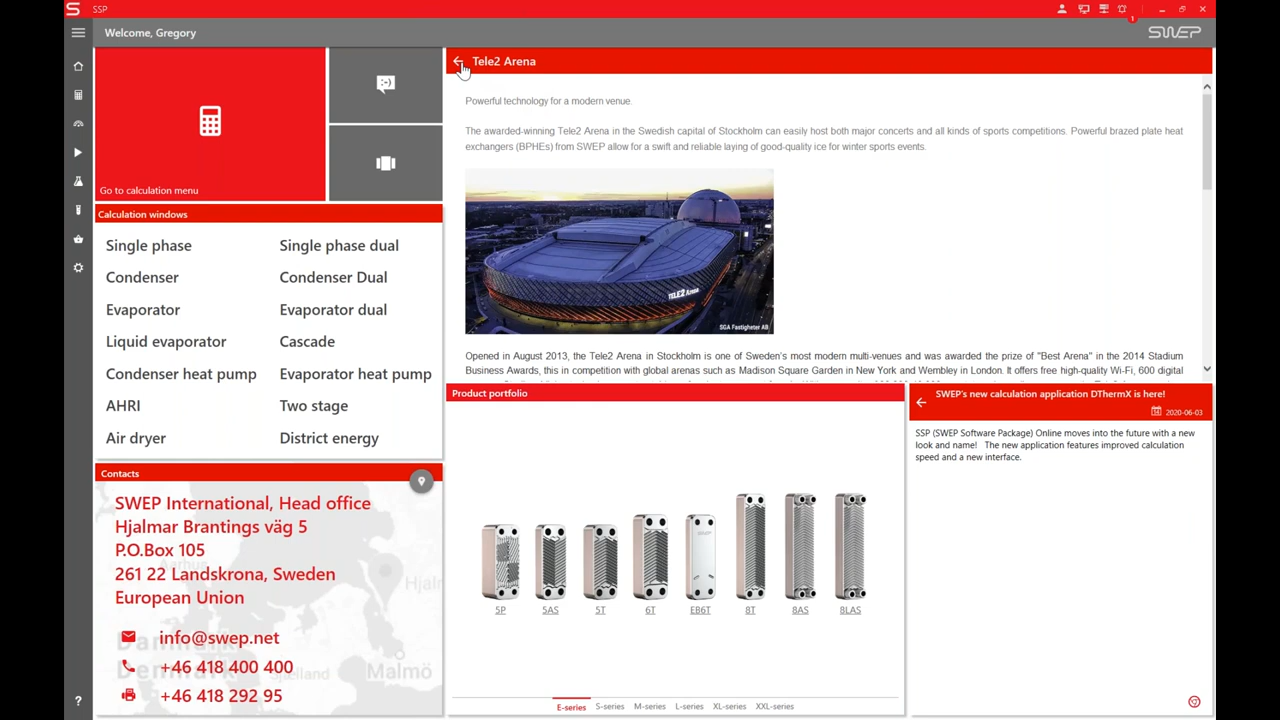 SSP
1
Welcome, Gregory
SWEP
Go to calculation menu
Calculation windows
Single phase
Single phase dual
Condenser
Condenser Dual
Evaporator
Evaporator dual
Liquid evaporator
Cascade
Condenser heat pump
Evaporator heat pump
AHRI
Two stage
Air dryer
District energy
Contacts
SWEP International, Head office
Hjalmar Brantings väg 5
P.O.Box 105
261 22 Landskrona, Sweden
European Union
info@swep.net
+46 418 400 400
+46 418 292 95
Malmö
Tele2 Arena
Powerful technology for a modern venue.
The awarded-winning Tele2 Arena in the Swedish capital of Stockholm can easily host both major concerts and all kinds of sports competitions. Powerful brazed plate heat
exchangers (BPHEs) from SWEP allow for a swift and reliable laying of good-quality ice for winter sports events.
TELE2 ARENA
SGA Fastigheter AB
Opened in August 2013, the Tele2 Arena in Stockholm is one of Sweden's most modern multi-venues and was awarded the prize of "Best Arena" in the 2014 Stadium
Business Awards, this in competition with global arenas such as Madison Square Garden in New York and Wembley in London. It offers free high-quality Wi-Fi, 600 digital
Product portfolio
5P
5AS
5T
6T
EB6T
8T
8AS
8LAS
E-series
S-series
M-series
L-series
XL-series
XXL-series
SWEP's new calculation application DThermX is here!
2020-06-03
SSP (SWEP Software Package) Online moves into the future with a new
look and name! The new application features improved calculation
speed and a new interface.
?